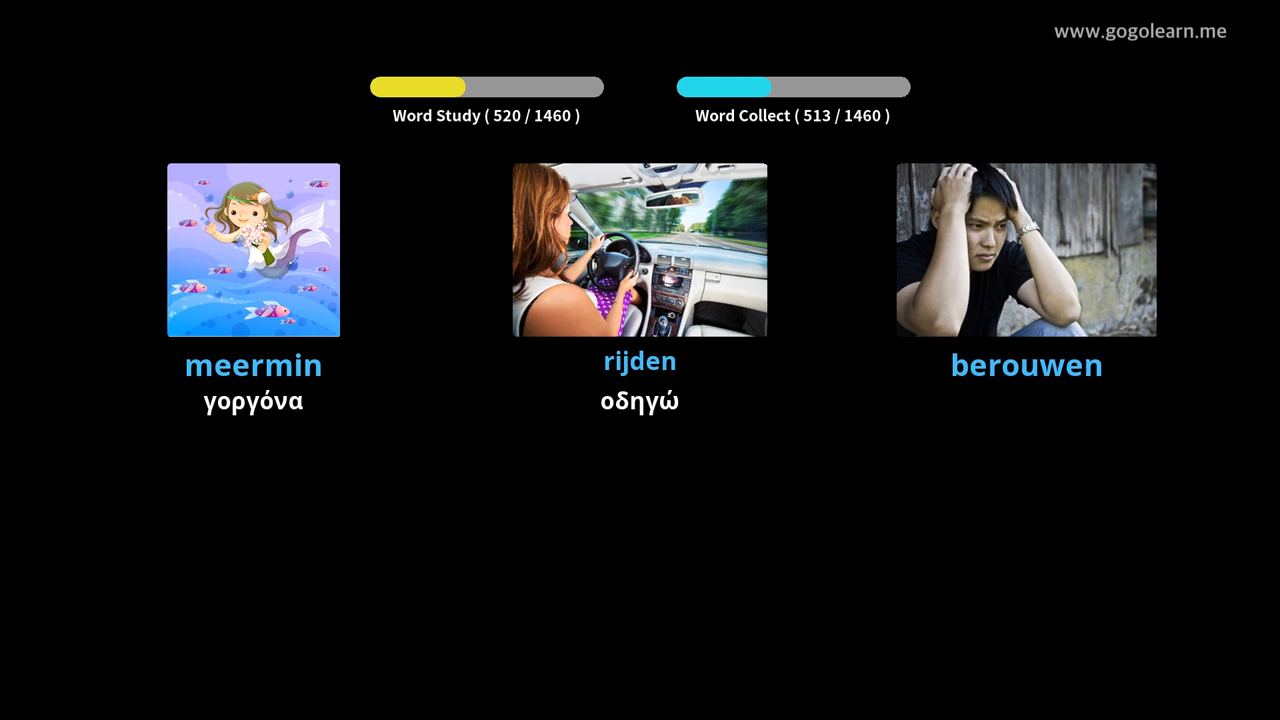 www.gogolearn.me
Word Study ( 520 / 1460 )
Word Collect ( 513 / 1460 )
meermin
γοργόνα
rijden
οδηγώ
berouwen